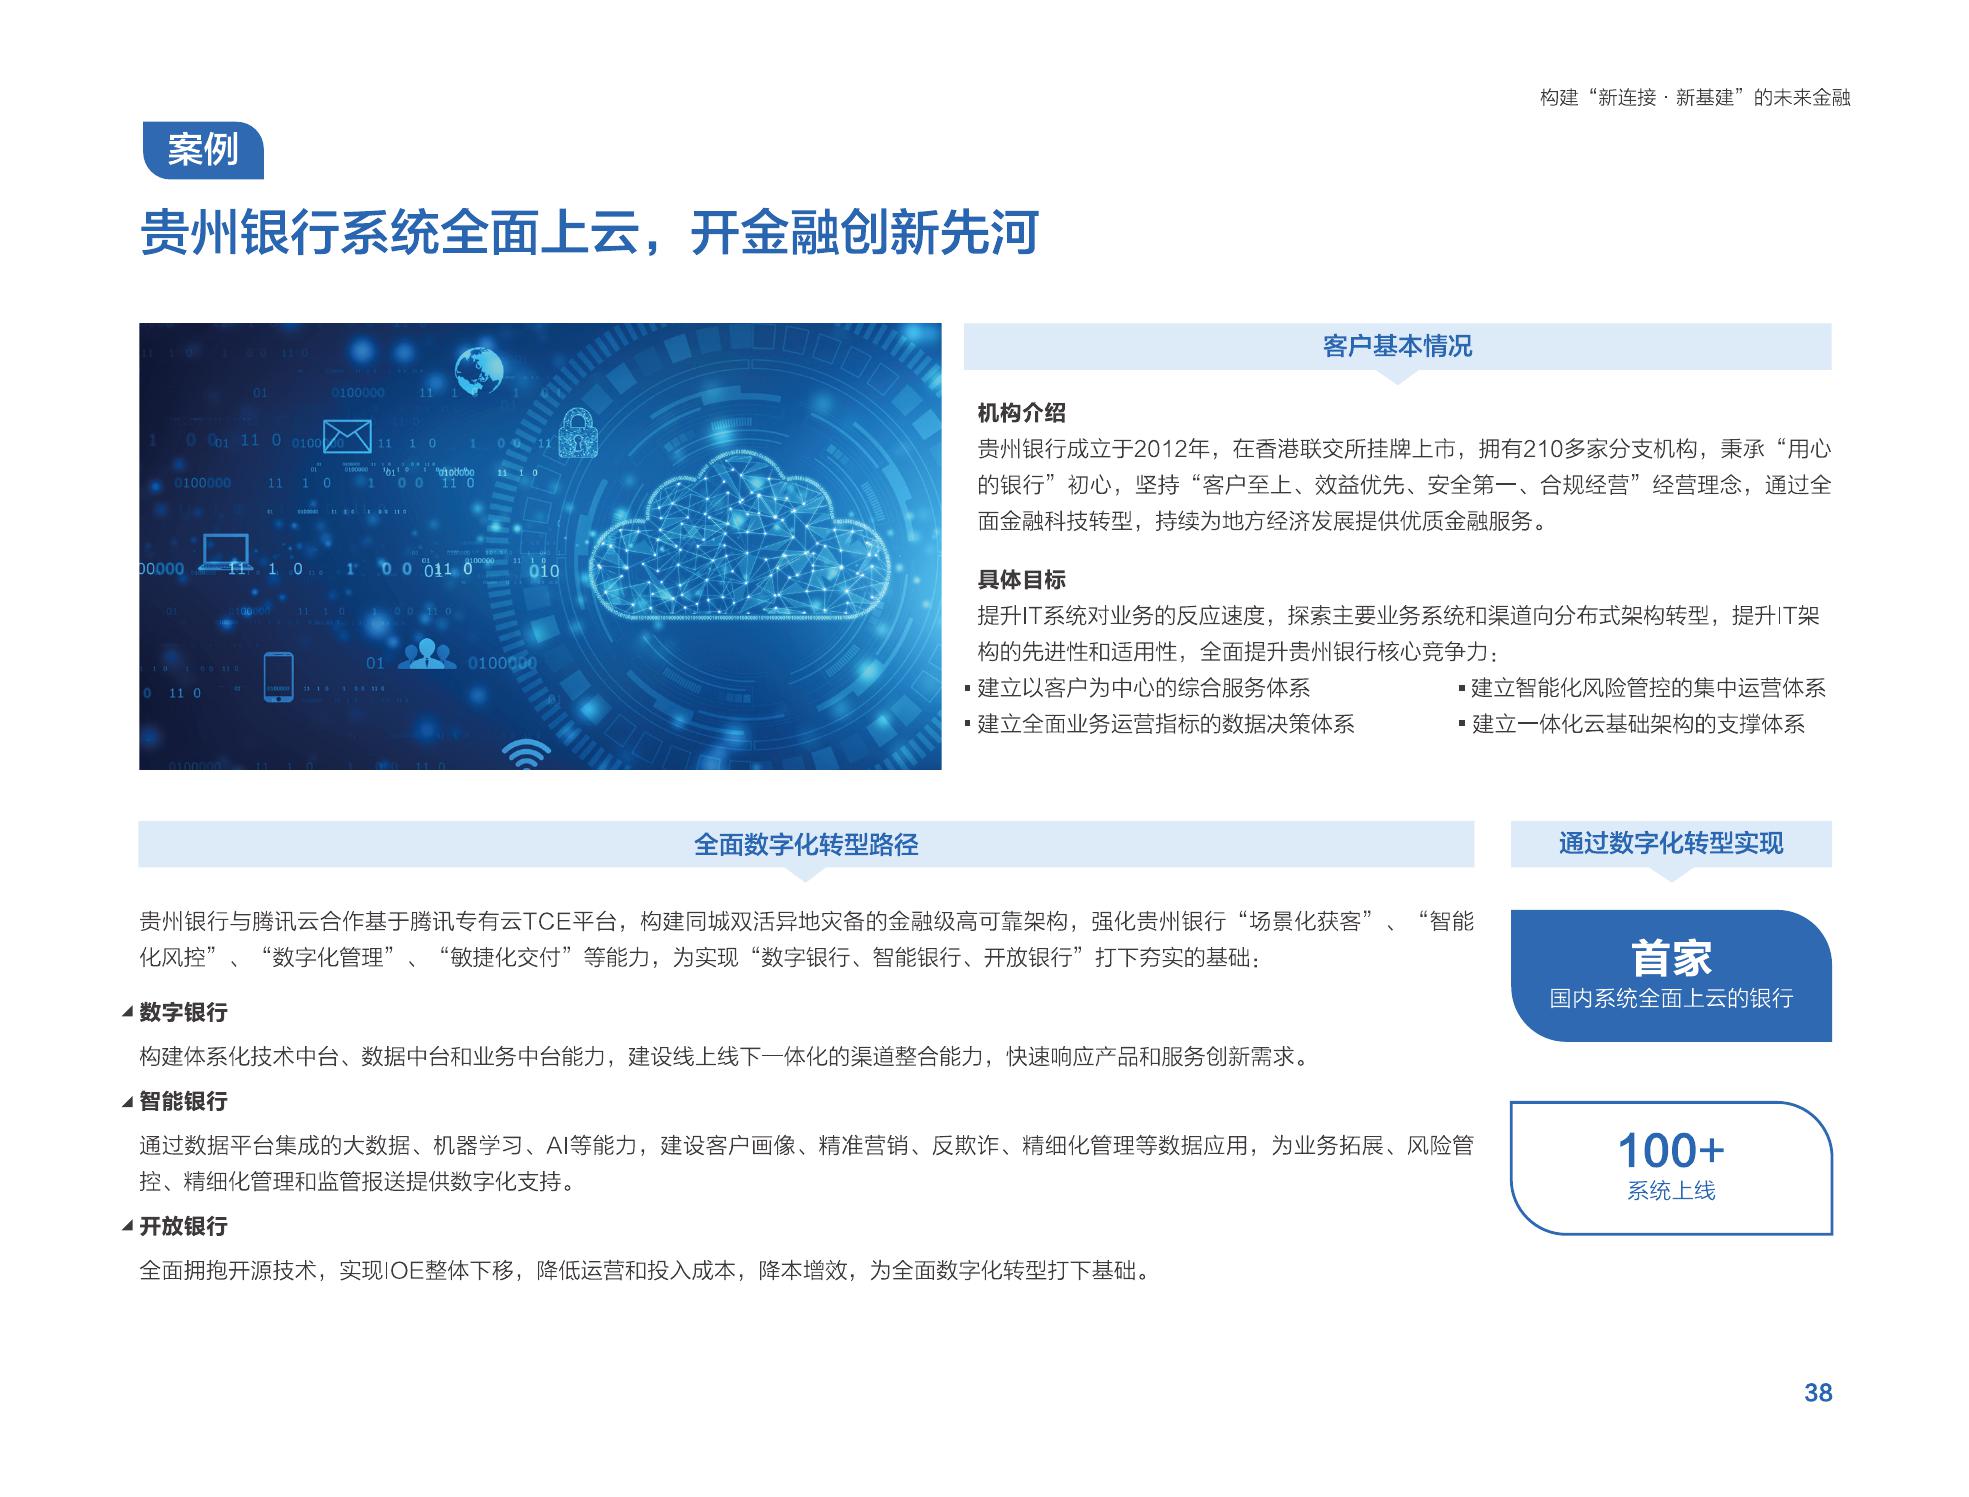 构建“新连接·新基建”的未来金融
案例
贵州银行系统全面上云，开金融创新先河
客户基本情况
机构介绍
贵州银行成立于2012年，在香港联交所挂牌上市，拥有210多家分支机构，秉承“用心
的银行”初心，坚持“客户至上、效益优先、安全第一、合规经营”经营理念，通过全
面金融科技转型，持续为地方经济发展提供优质金融服务。
具体目标
提升IT系统对业务的反应速度，探索主要业务系统和渠道向分布式架构转型，提升IT架
构的先进性和适用性，全面提升贵州银行核心竞争力：
▪ 建立以客户为中心的综合服务体系
▪ 建立智能化风险管控的集中运营体系
▪ 建立全面业务运营指标的数据决策体系
▪ 建立一体化云基础架构的支撑体系
全面数字化转型路径
贵州银行与腾讯云合作基于腾讯专有云TCE平台，构建同城双活异地灾备的金融级高可靠架构，强化贵州银行“场景化获客”、“智能
化风控”、“数字化管理”、“敏捷化交付”等能力，为实现“数字银行、智能银行、开放银行”打下夯实的基础：
数字银行
构建体系化技术中台、数据中台和业务中台能力，建设线上线下一体化的渠道整合能力，快速响应产品和服务创新需求。
智能银行
通过数据平台集成的大数据、机器学习、AI等能力，建设客户画像、精准营销、反欺诈、精细化管理等数据应用，为业务拓展、风险管
控、精细化管理和监管报送提供数字化支持。
开放银行
全面拥抱开源技术，实现IOE整体下移，降低运营和投入成本，降本增效，为全面数字化转型打下基础。
通过数字化转型实现
首家
国内系统全面上云的银行
100+
系统上线
38